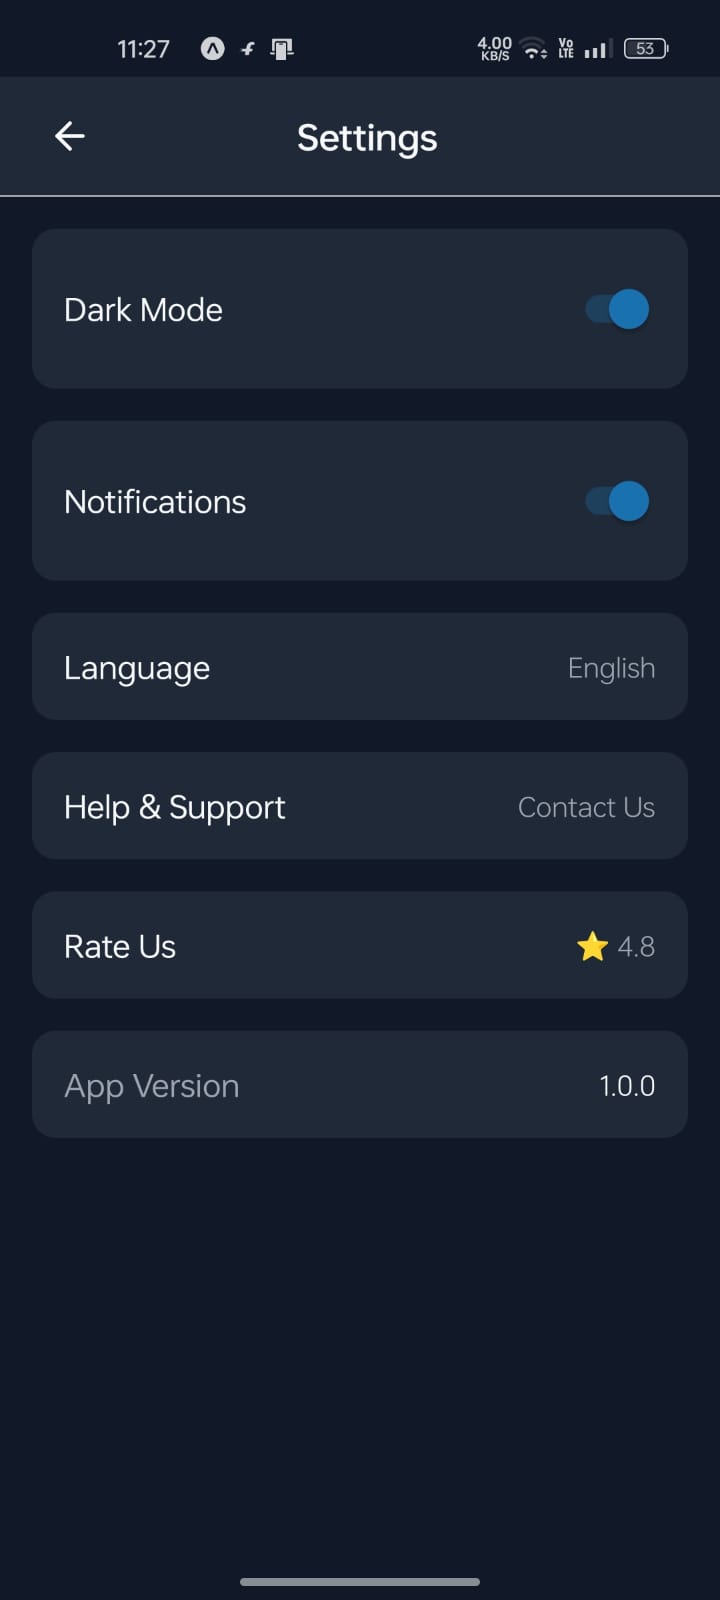 11:27 4.00 KB/S Vo LTE 53
Settings
Dark Mode
Notifications
Language English
Help & Support Contact Us
Rate Us ⭐ 4.8
App Version 1.0.0